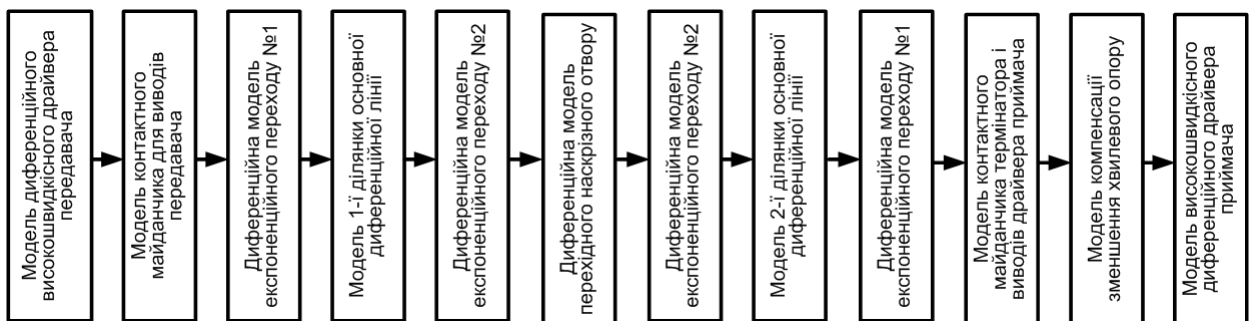 Модель диференційного
високошвидкісного драйвера
передавача
Модель контактного
майданчика для виводів
передавача
Диференційна модель
експоненційного переходу №1
Модель 1-ї ділянки основної
диференційної лінії
Диференційна модель
експоненційного переходу №2
Диференційна модель
перехідного наскрізного отвору
Диференційна модель
експоненційного переходу №2
Модель 2-ї ділянки основної
диференційної лінії
Диференційна модель
експоненційного переходу №1
Модель контактного
майданчика термінатора і
виводів драйвера приймача
Модель компенсації
зменшення хвилевого опору
Модель високошвидкісного
диференційного драйвера
приймача